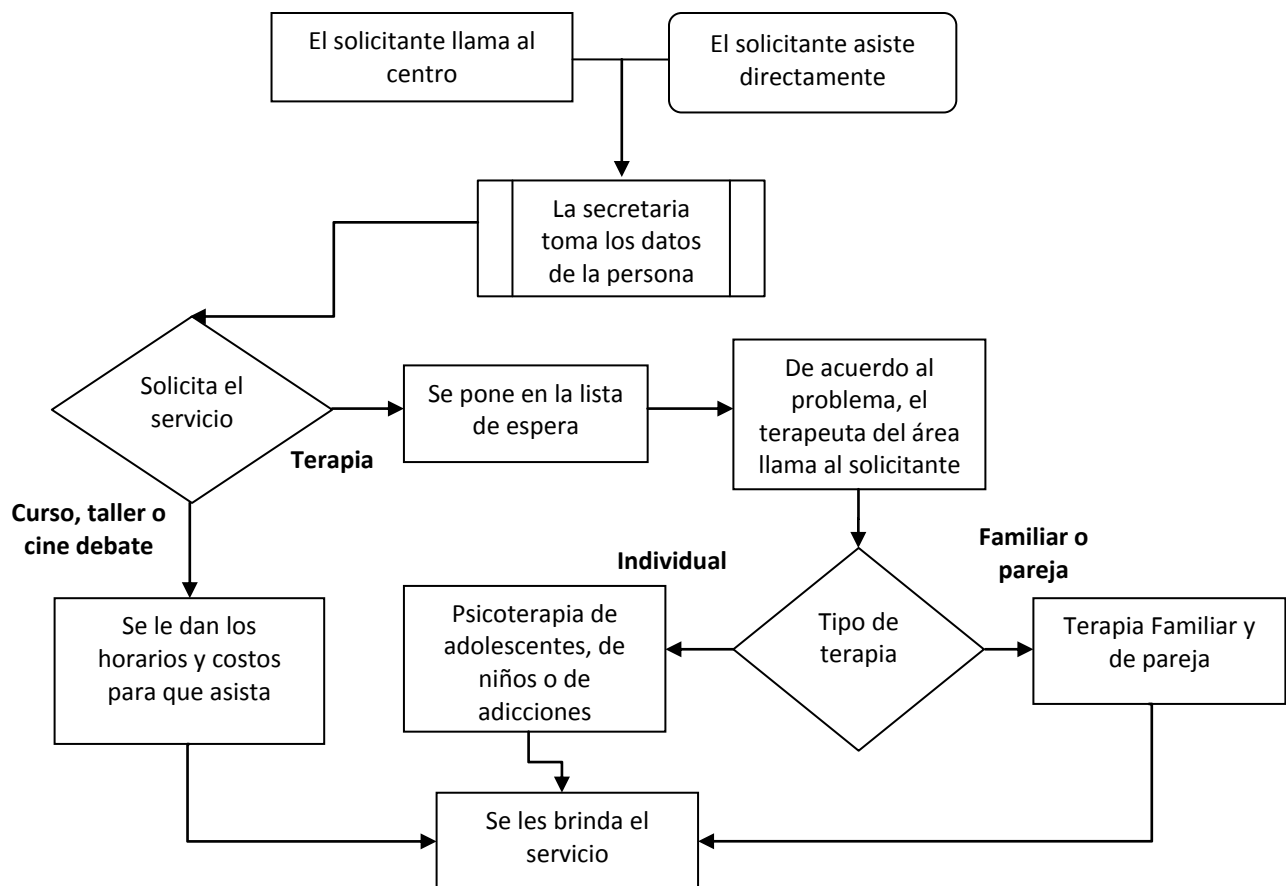 El solicitante llama al
centro
El solicitante asiste
directamente
La secretaria
toma los datos
de la persona
Solicita el
servicio
Terapia
Se pone en la lista
de espera
De acuerdo al
problema, el
terapeuta del área
llama al solicitante
Curso, taller o
cine debate
Individual
Familiar o
pareja
Se le dan los
horarios y costos
para que asista
Psicoterapia de
adolescentes, de
niños o de
adicciones
Tipo de
terapia
Terapia Familiar y
de pareja
Se les brinda el
servicio